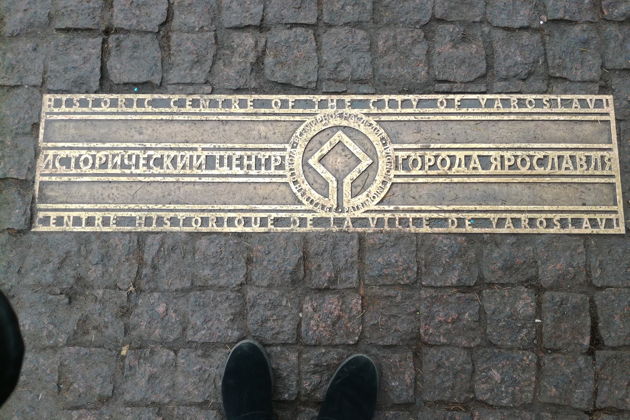 HISTORIC CENTRE OF THE CITY OF YAROSLAVL
ИСТОРИЧЕСКИЙ ЦЕНТР ГОРОДА ЯРОСЛАВЛЯ
CENTRE HISTORIQUE DE LA VILLE DE YAROSLAVL